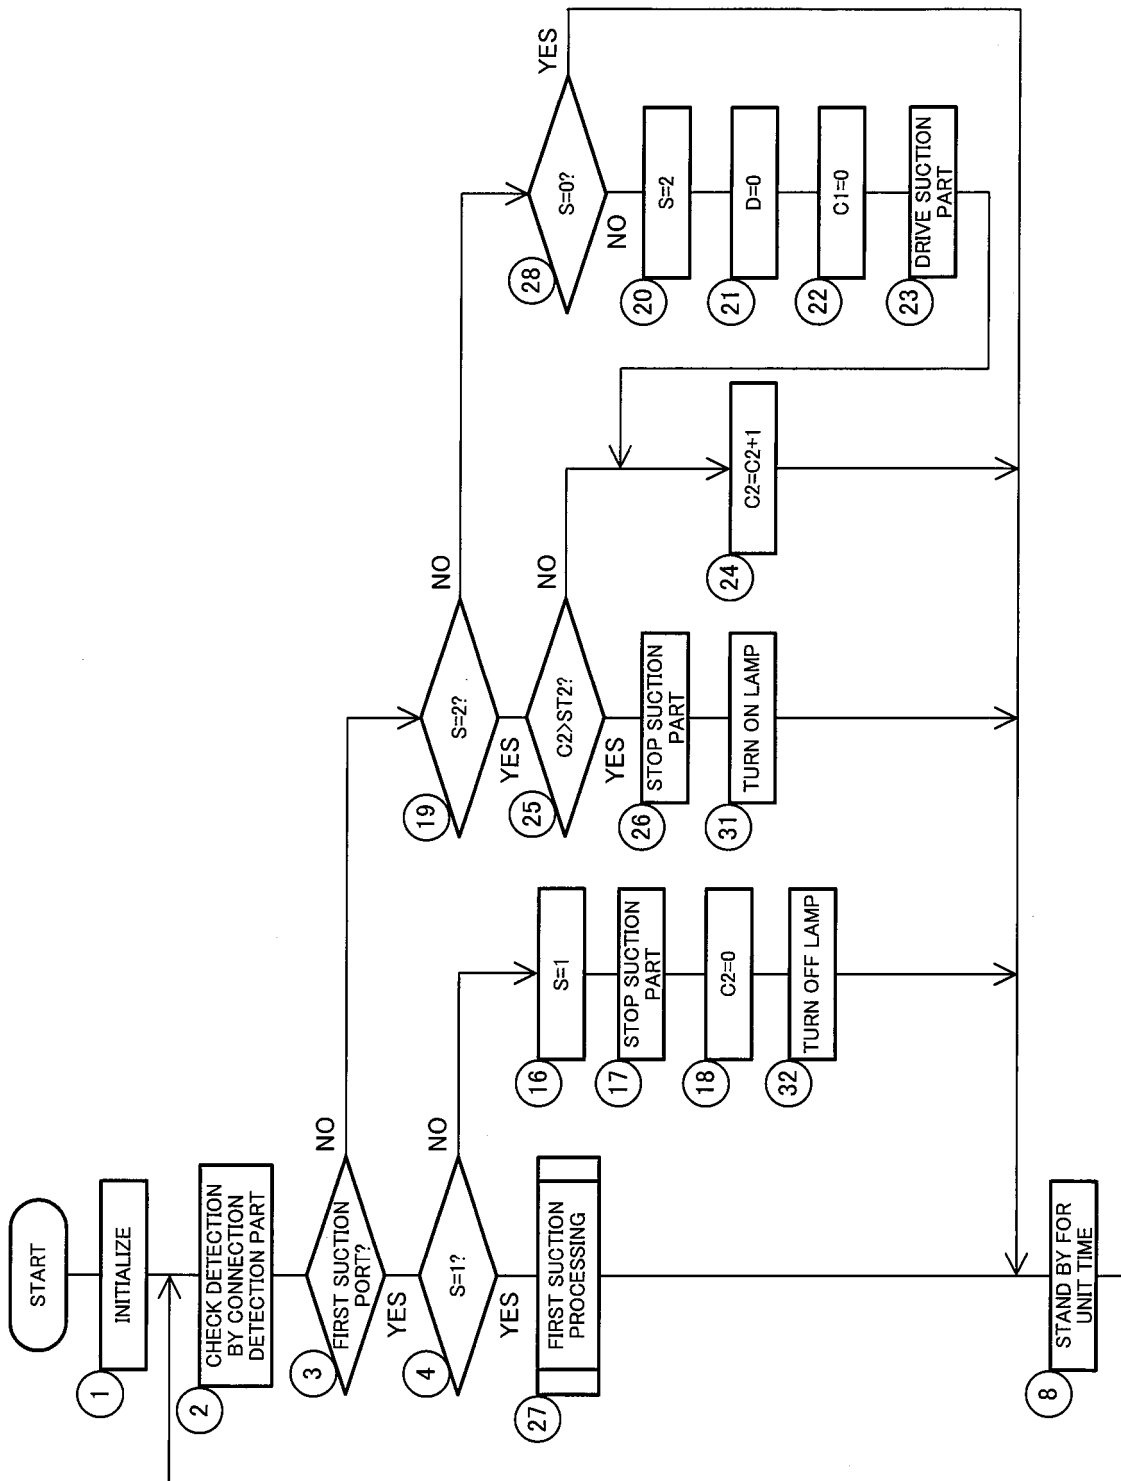 START
1
INITIALIZE
2
CHECK DETECTION
BY CONNECTION
DETECTION PART
3
FIRST SUCTION
PORT?
NO
YES
4
S=1?
NO
YES
27
FIRST SUCTION
PROCESSING
16
S=1
17
STOP SUCTION
PART
18
C2=0
32
TURN OFF LAMP
19
S=2?
NO
YES
25
C2>ST2?
NO
YES
26
STOP SUCTION
PART
31
TURN ON LAMP
24
C2=C2+1
28
S=0?
YES
NO
20
S=2
21
D=0
22
C1=0
23
DRIVE SUCTION
PART
8
STAND BY FOR
UNIT TIME